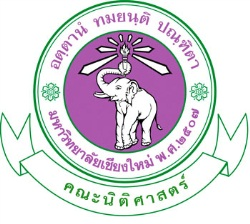 อตฺตานํ ทมยนฺติ ปณฺฑิตา
มหาวิทยาลัยเชียงใหม่ พ.ศ.๒๕๐๗
คณะนิติศาสตร์